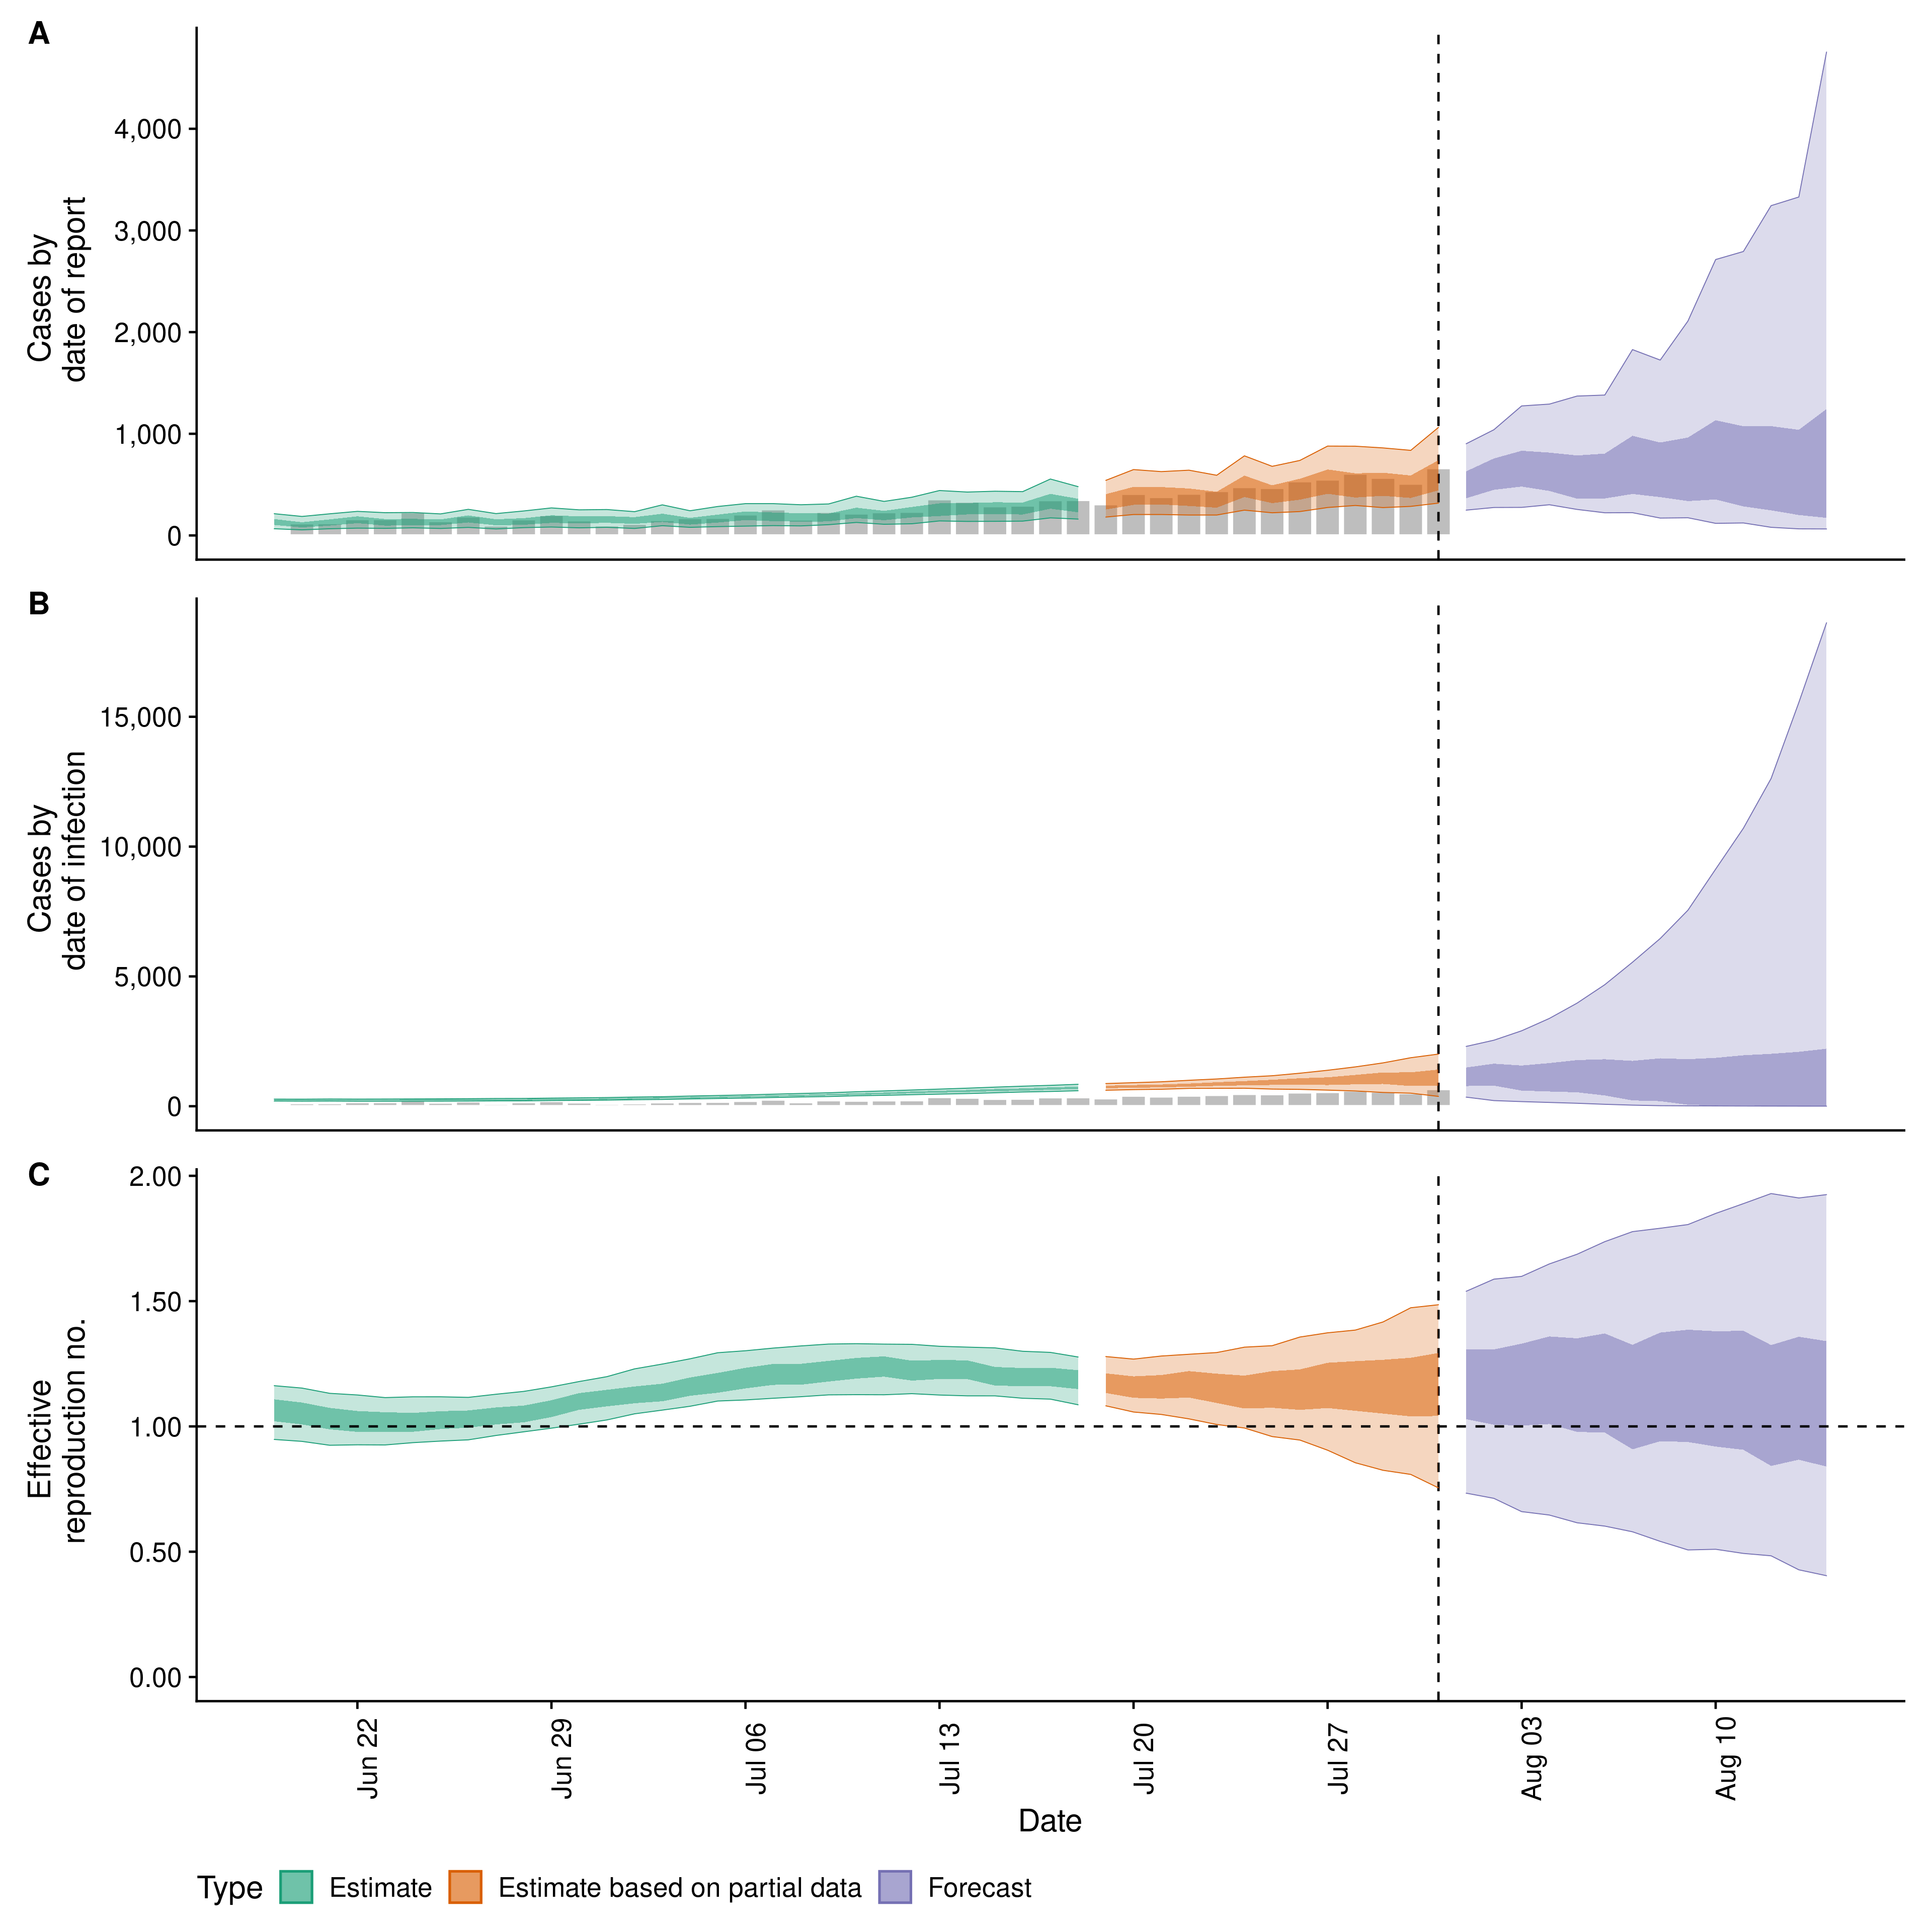 A
Cases by
date of report
4,000
3,000
2,000
1,000
0
B
Cases by
date of infection
15,000
10,000
5,000
0
C
Effective
reproduction no.
2.00
1.50
1.00
0.50
0.00
Jun 22
Jun 29
Jul 06
Jul 13
Jul 20
Jul 27
Aug 03
Aug 10
Date
Type Estimate Estimate based on partial data Forecast